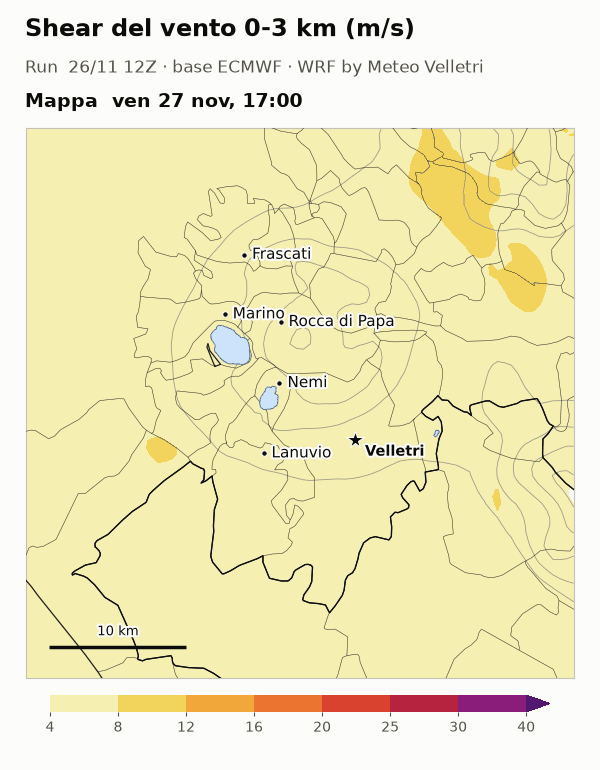 Shear del vento 0-3 km (m/s)
Run  26/11 12Z · base ECMWF · WRF by Meteo Velletri
Mappa  ven 27 nov, 17:00
Frascati
Marino
Rocca di Papa
Nemi
Velletri
Lanuvio
10 km
4 8 12 16 20 25 30 40